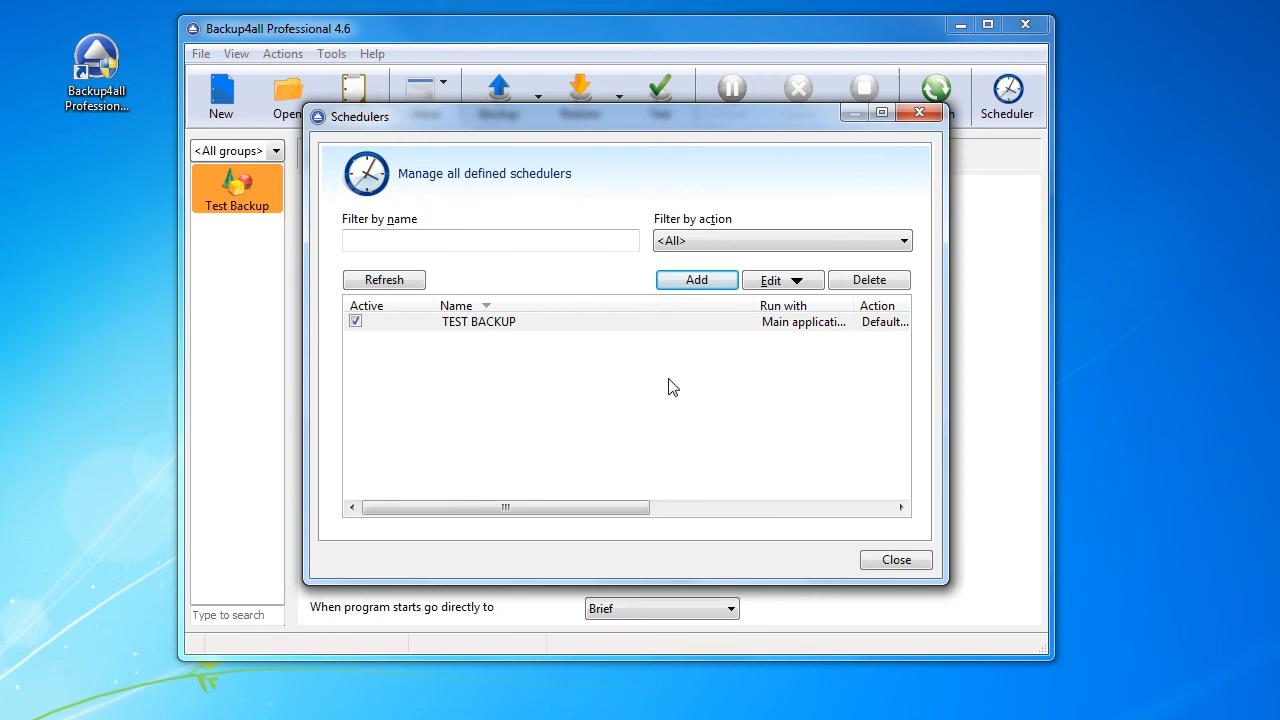 Backup4all
Profession...
Backup4all Professional 4.6
File View Actions Tools Help
New
Open
Scheduler
<All groups>
Test Backup
Type to search
Schedulers
Manage all defined schedulers
Filter by name
Filter by action
<All>
Refresh
Add
Edit
Delete
Active Name Run with Action
TEST BACKUP Main applicati... Default...
Close
When program starts go directly to
Brief